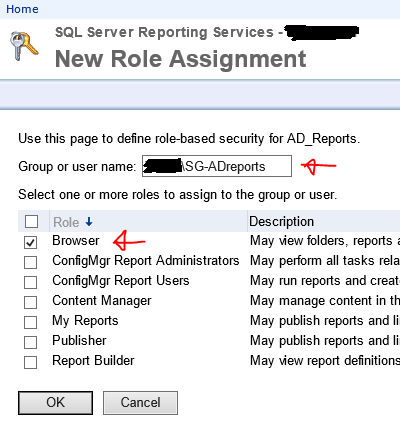 Home
SQL Server Reporting Services -
New Role Assignment
Use this page to define role-based security for AD_Reports.
Group or user name: \SG-ADreports
Select one or more roles to assign to the group or user.
Role ↓ Description
Browser May view folders, reports a
ConfigMgr Report Administrators May perform all tasks rela
ConfigMgr Report Users May run reports and create
Content Manager May manage content in th
My Reports May publish reports and lin
Publisher May publish reports and lin
Report Builder May view report definitions
OK Cancel